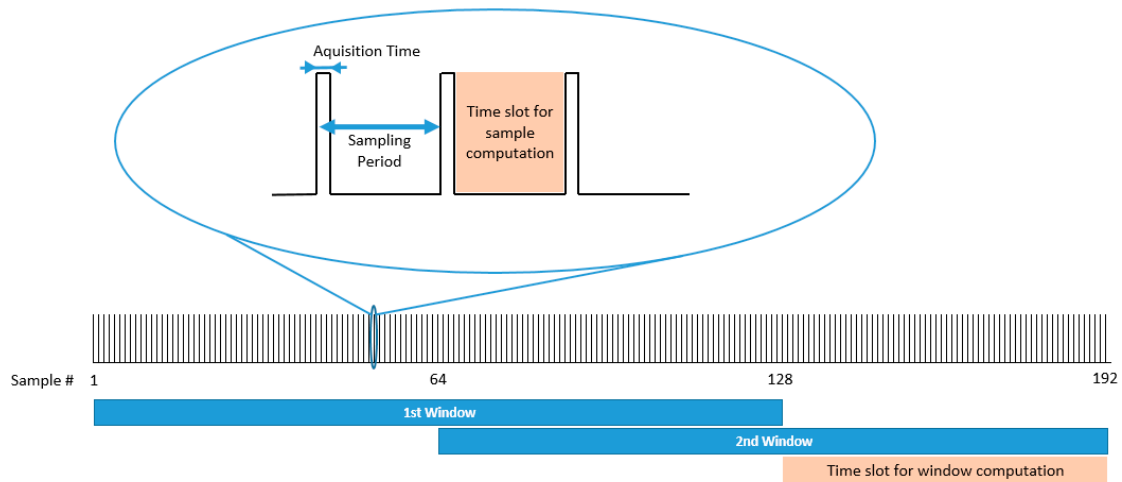 Aquisition Time
Time slot for
sample
computation
Sampling
Period
Sample # 1 64 128 192
1st Window
2nd Window
Time slot for window computation